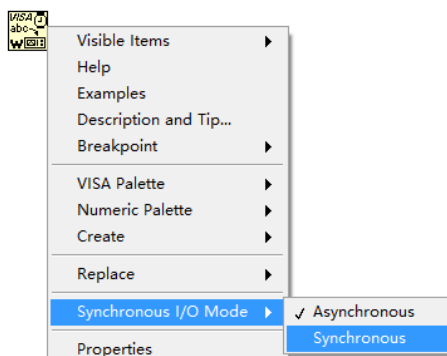 VISA
abc
W
Visible Items
Help
Examples
Description and Tip...
Breakpoint
VISA Palette
Numeric Palette
Create
Replace
Synchronous I/O Mode
✓ Asynchronous
Synchronous
Properties